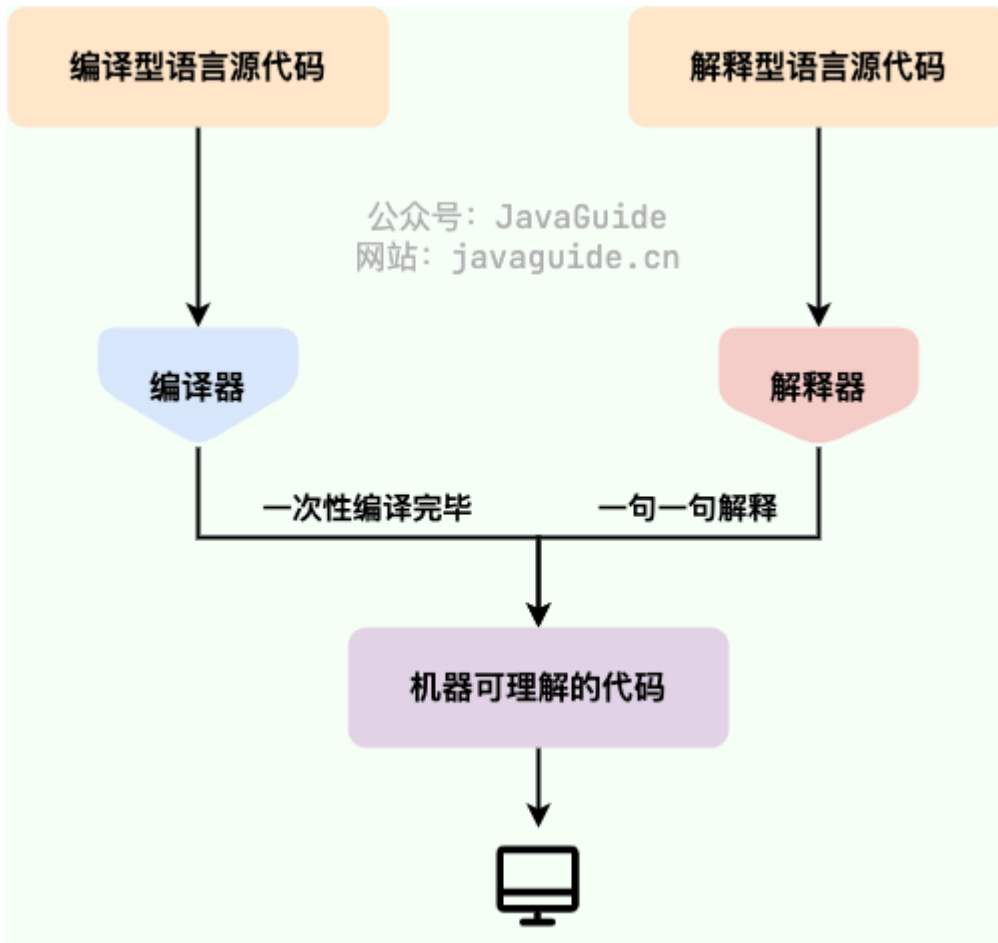 编译型语言源代码
解释型语言源代码
公众号：JavaGuide
网站：javaguide.cn
编译器
解释器
一次性编译完毕
一句一句解释
机器可理解的代码